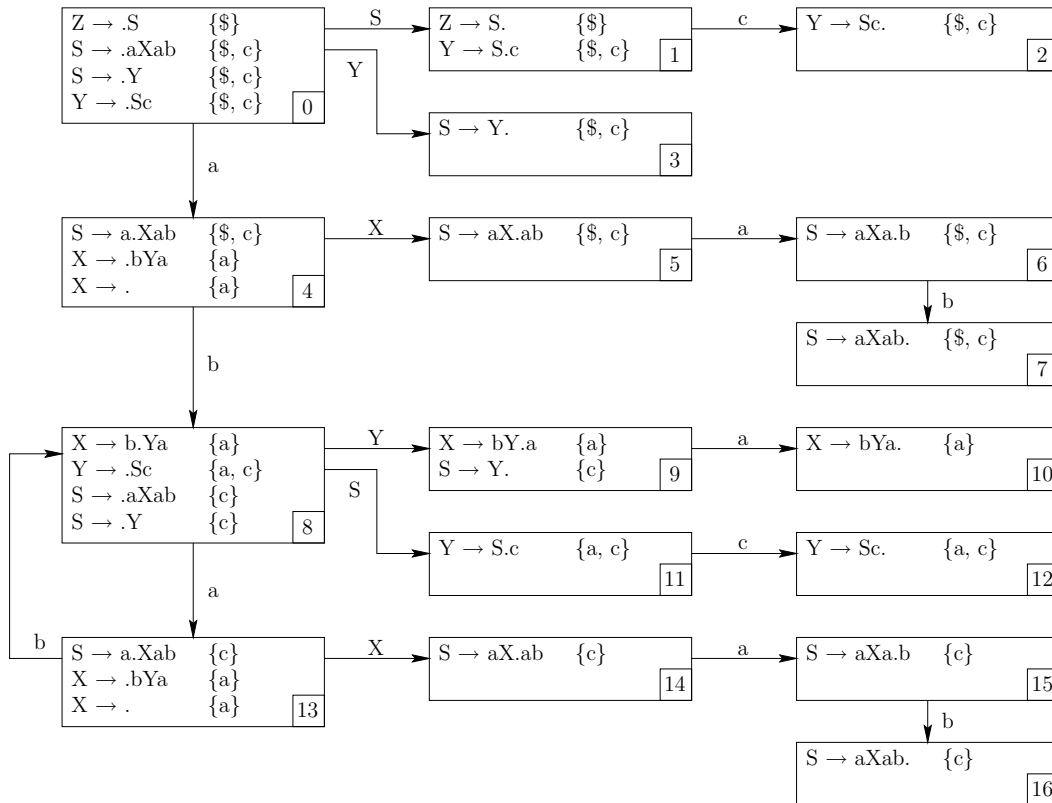 Z → .S {$}
S → .aXab {$, c}
S → .Y {$, c}
Y → .Sc {$, c}
0
S
Y
Z → S. {$}
Y → S.c {$, c}
1
c
Y → Sc. {$, c}
2
S → Y. {$, c}
3
a
S → a.Xab {$, c}
X → .bYa {a}
X → . {a}
4
X
S → aX.ab {$, c}
5
a
S → aXa.b {$, c}
6
b
S → aXab. {$, c}
7
b
X → b.Ya {a}
Y → .Sc {a, c}
S → .aXab {c}
S → .Y {c}
8
Y
S
X → bY.a {a}
S → Y. {c}
9
a
X → bYa. {a}
10
Y → S.c {a, c}
11
c
Y → Sc. {a, c}
12
a
b
S → a.Xab {c}
X → .bYa {a}
X → . {a}
13
X
S → aX.ab {c}
14
a
S → aXa.b {c}
15
b
S → aXab. {c}
16